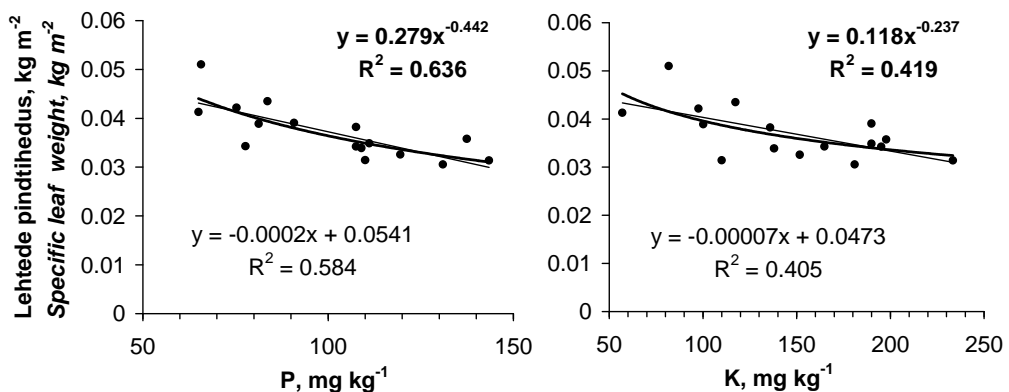 Lehtede pindtihedus, kg m⁻²
Specific leaf weight, kg m⁻²
0.06
0.05
0.04
0.03
0.02
0.01
0
y = 0.279x^-0.442
R² = 0.636
y = -0.0002x + 0.0541
R² = 0.584
50
100
150
P, mg kg⁻¹
0.06
0.05
0.04
0.03
0.02
0.01
0
y = 0.118x^-0.237
R² = 0.419
y = -0.00007x + 0.0473
R² = 0.405
50
100
150
200
250
K, mg kg⁻¹